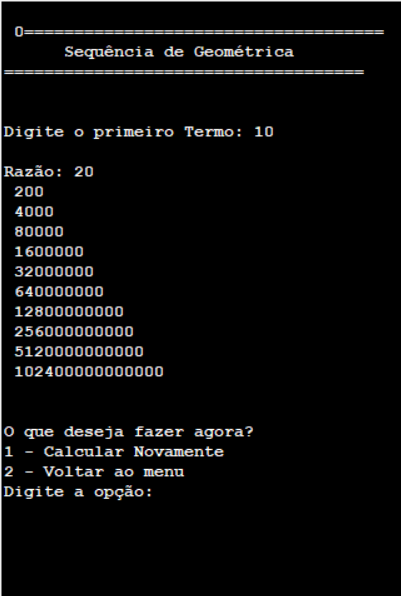 0====================================
Sequência de Geométrica
====================================
Digite o primeiro Termo: 10
Razão: 20
200
4000
80000
1600000
32000000
640000000
12800000000
256000000000
5120000000000
102400000000000
O que deseja fazer agora?
1 - Calcular Novamente
2 - Voltar ao menu
Digite a opção: